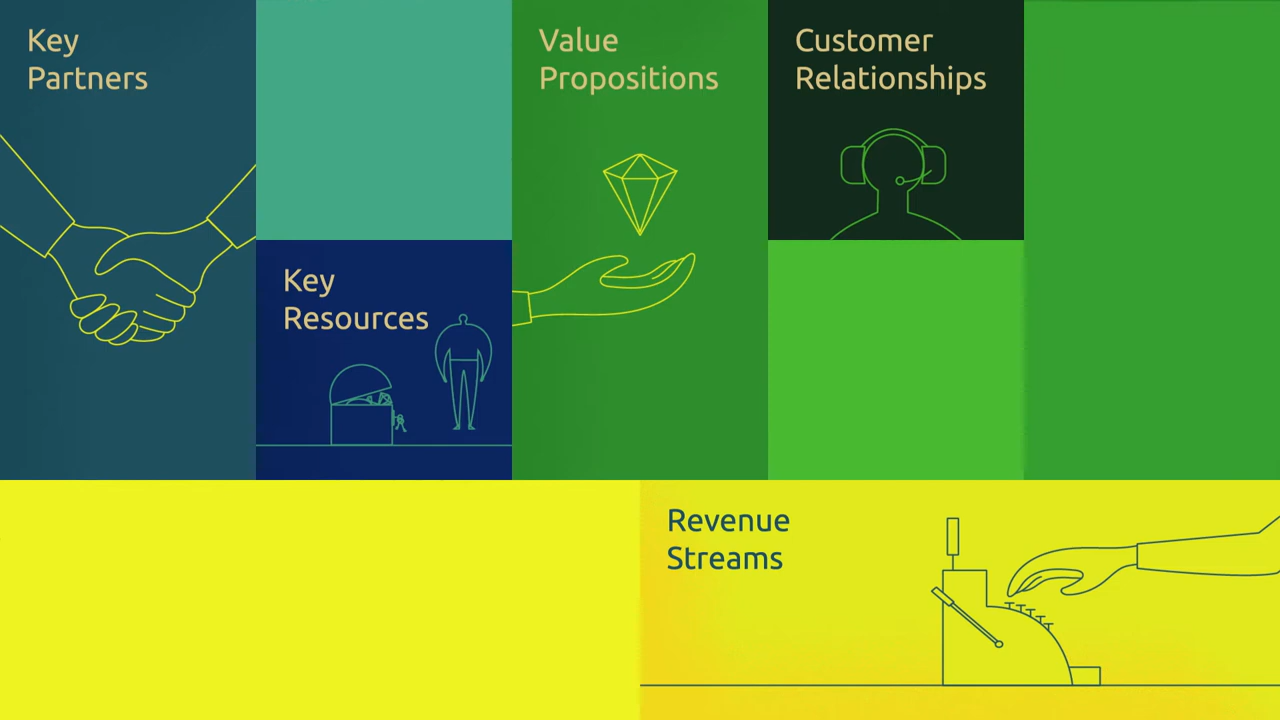 Key
Partners
Key
Resources
Value
Propositions
Customer
Relationships
Revenue
Streams